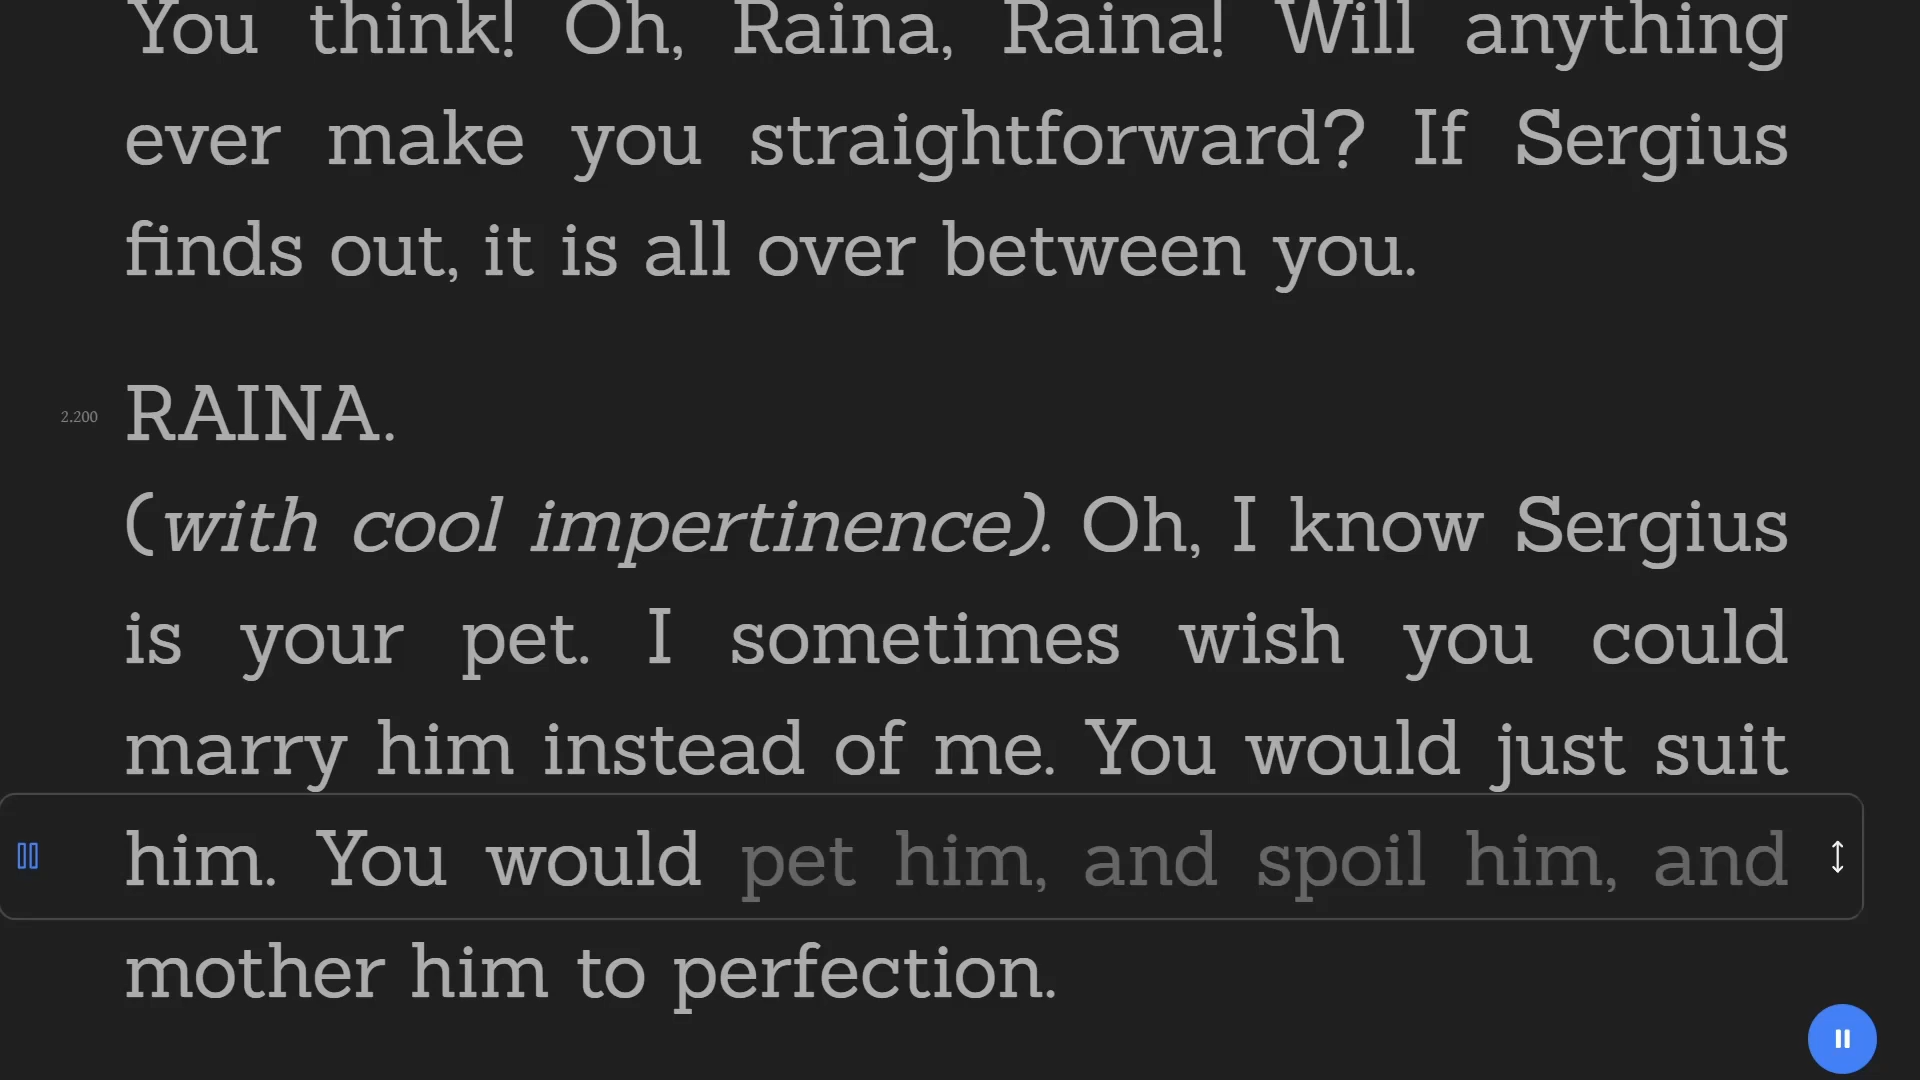 You think! Oh, Raina, Raina! Will anything
ever make you straightforward? If Sergius
finds out, it is all over between you.
2.200
RAINA.
(with cool impertinence). Oh, I know Sergius
is your pet. I sometimes wish you could
marry him instead of me. You would just suit
him. You would pet him, and spoil him, and
mother him to perfection.